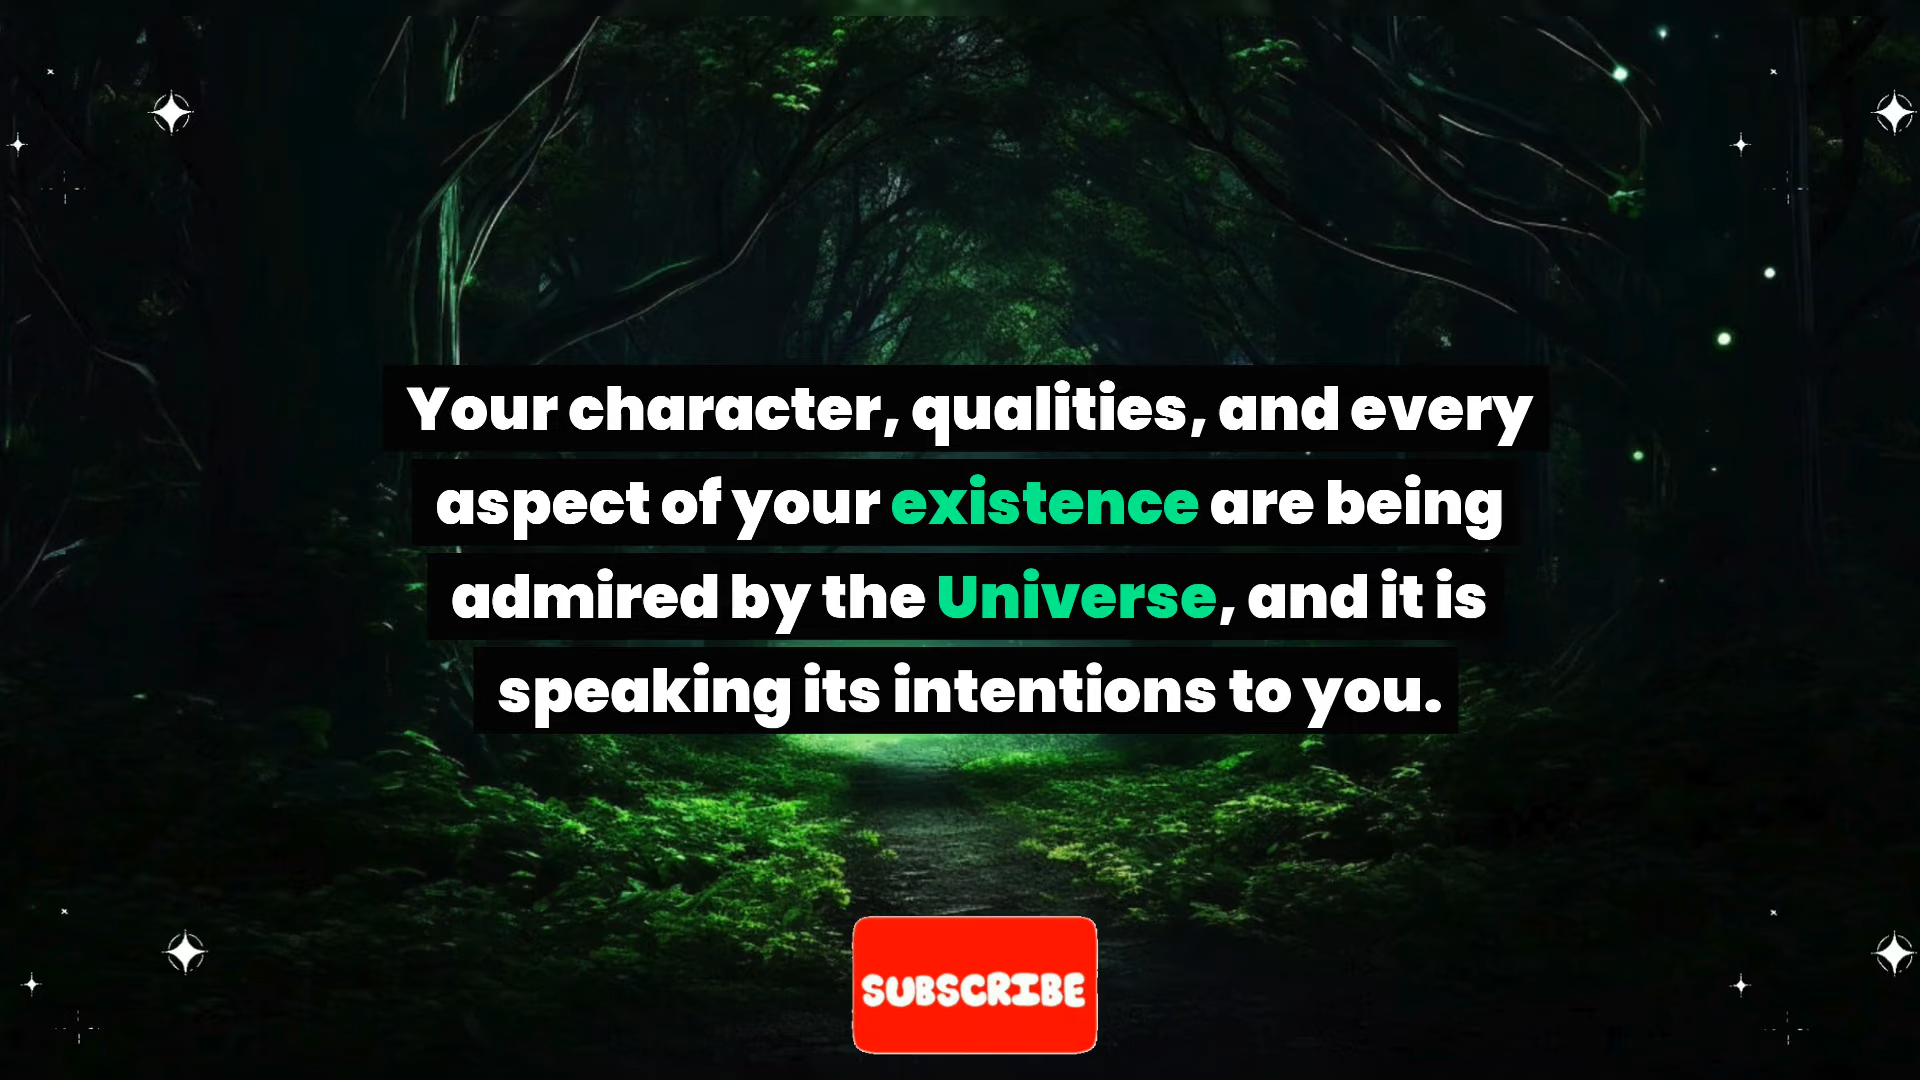 Your character, qualities, and every
aspect of your existence are being
admired by the Universe, and it is
speaking its intentions to you.
SUBSCRIBE